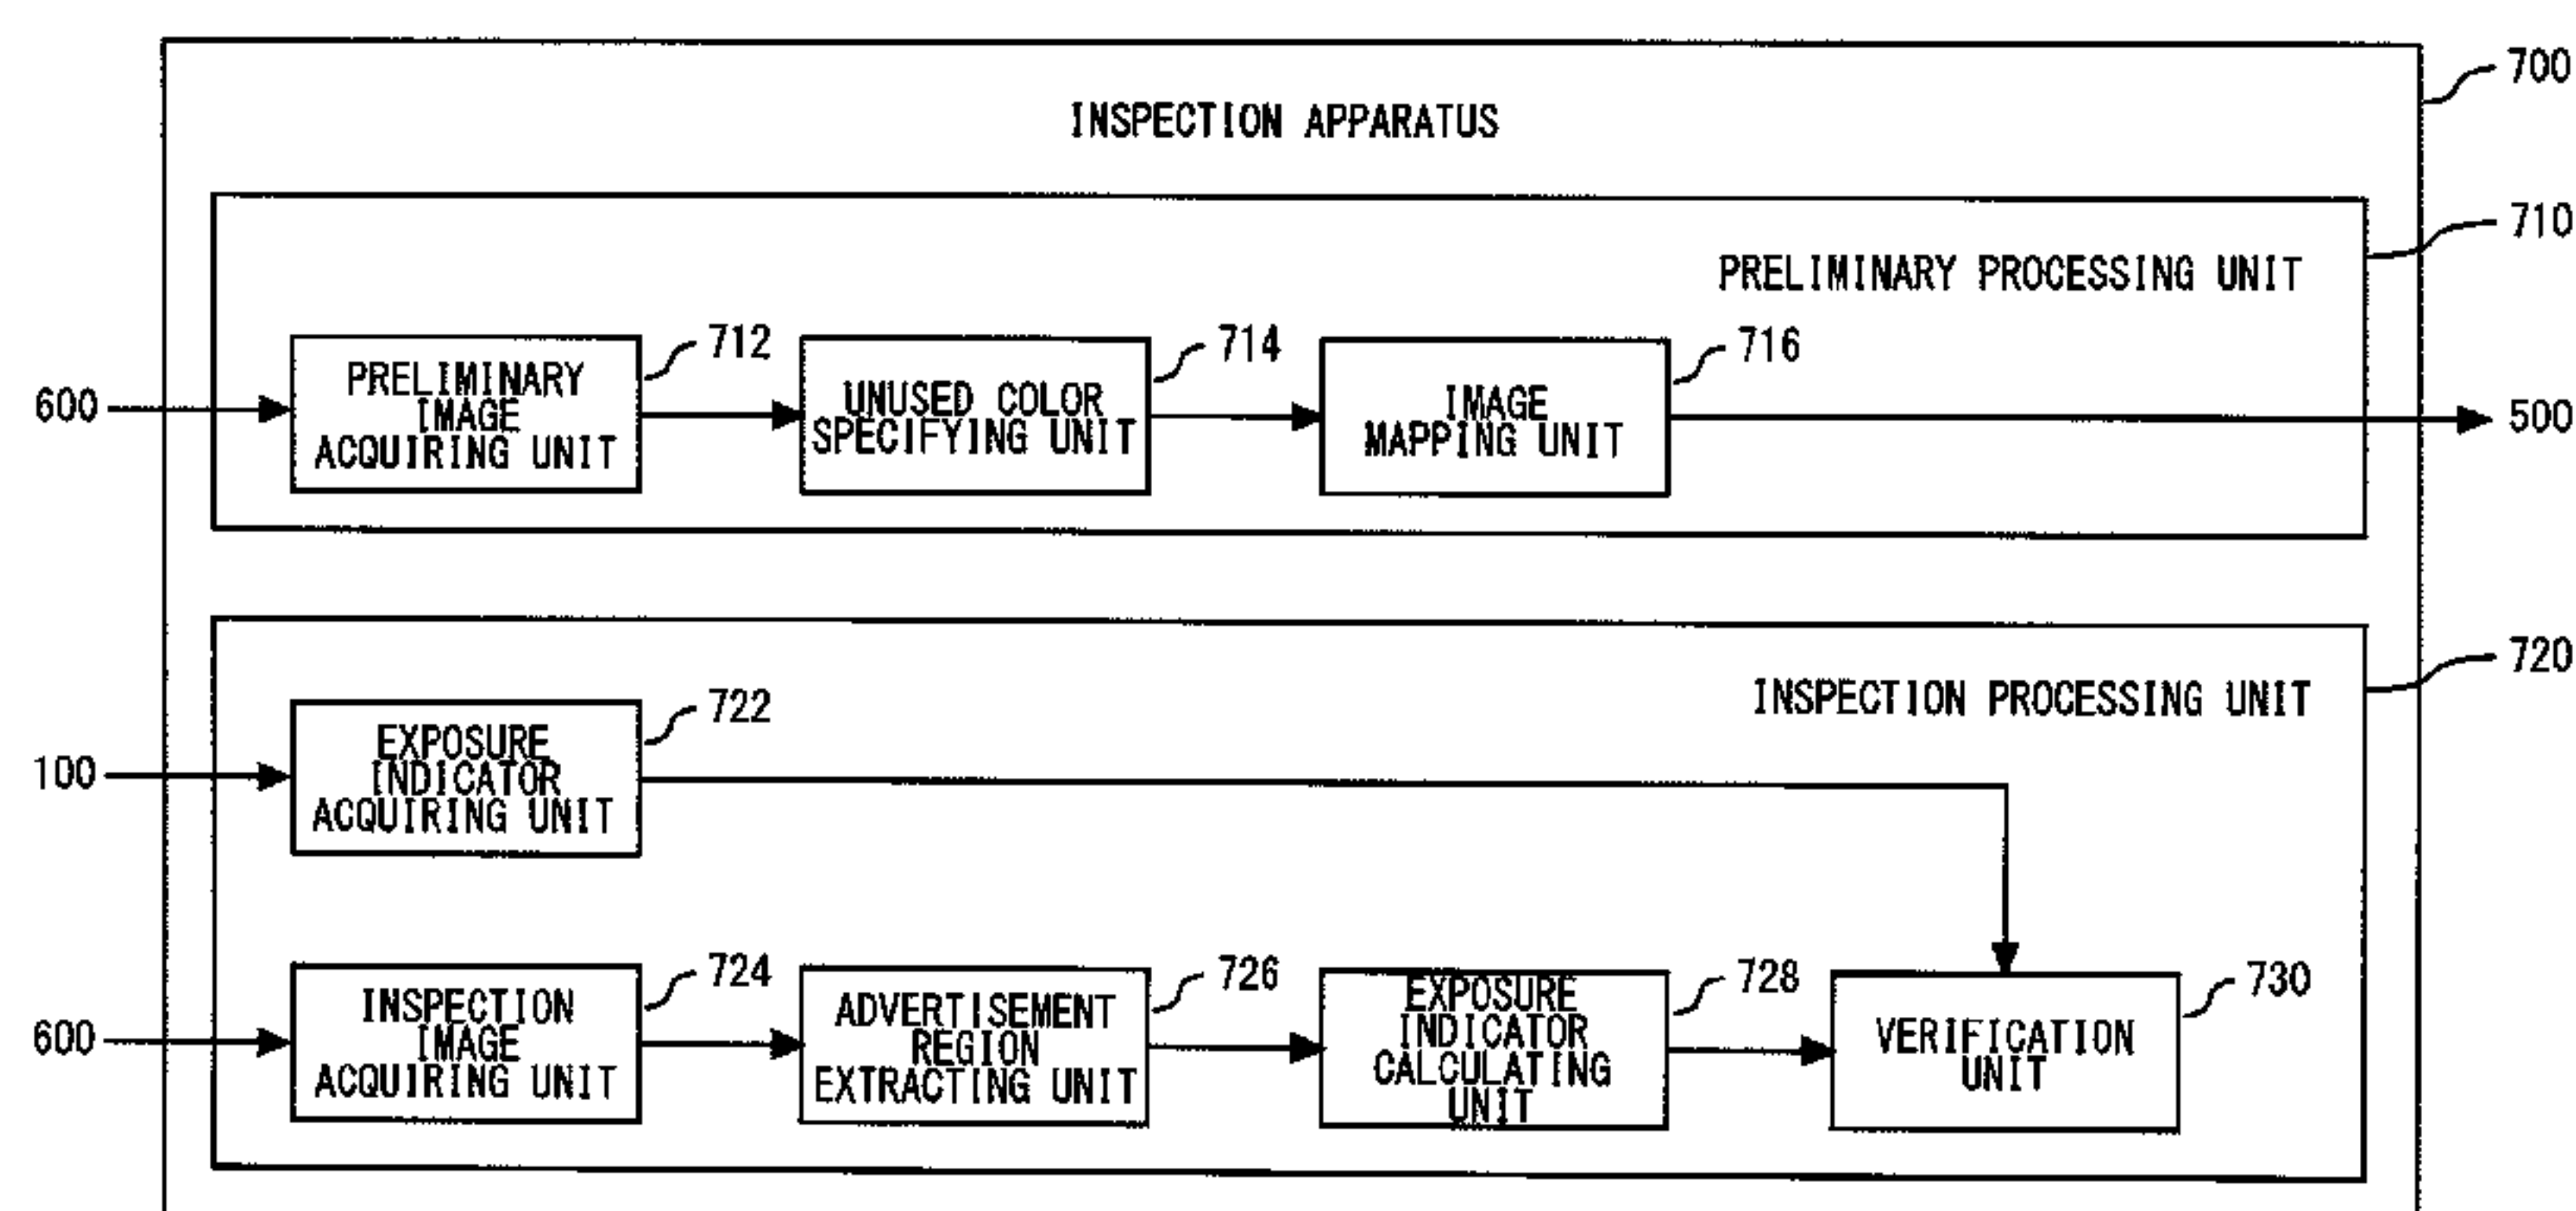 700
INSPECTION APPARATUS
710
PRELIMINARY PROCESSING UNIT
712
714
716
600
PRELIMINARY
IMAGE
ACQUIRING UNIT
UNUSED COLOR
SPECIFYING UNIT
IMAGE
MAPPING UNIT
500
720
INSPECTION PROCESSING UNIT
722
100
EXPOSURE
INDICATOR
ACQUIRING UNIT
724
726
728
730
600
INSPECTION
IMAGE
ACQUIRING UNIT
ADVERTISEMENT
REGION
EXTRACTING UNIT
EXPOSURE
INDICATOR
CALCULATING
UNIT
VERIFICATION
UNIT